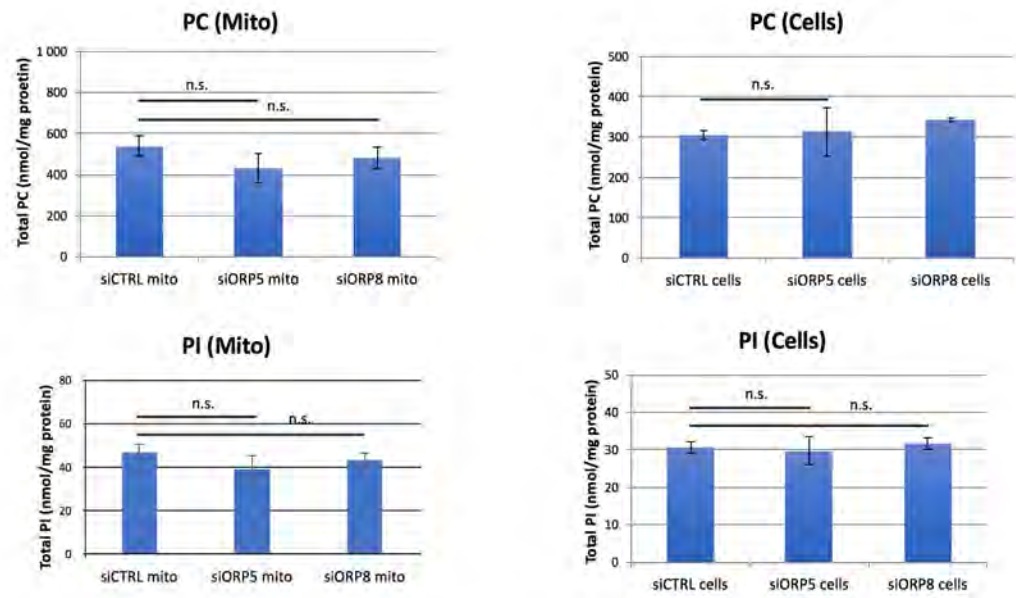 PC (Mito)
Total PC (nmol/mg proetin)
1 000
800
600
400
200
0
n.s.
n.s.
siCTRL mito siORP5 mito siORP8 mito
PC (Cells)
Total PC (nmol/mg protein)
500
400
300
200
100
0
n.s.
siCTRL cells siORP5 cells siORP8 cells
PI (Mito)
Total PI (nmol/mg protein)
80
60
40
20
0
n.s.
n.s.
siCTRL mito siORP5 mito siORP8 mito
PI (Cells)
Total PI (nmol/mg protein)
50
40
30
20
10
0
n.s.
n.s.
siCTRL cells siORP5 cells siORP8 cells